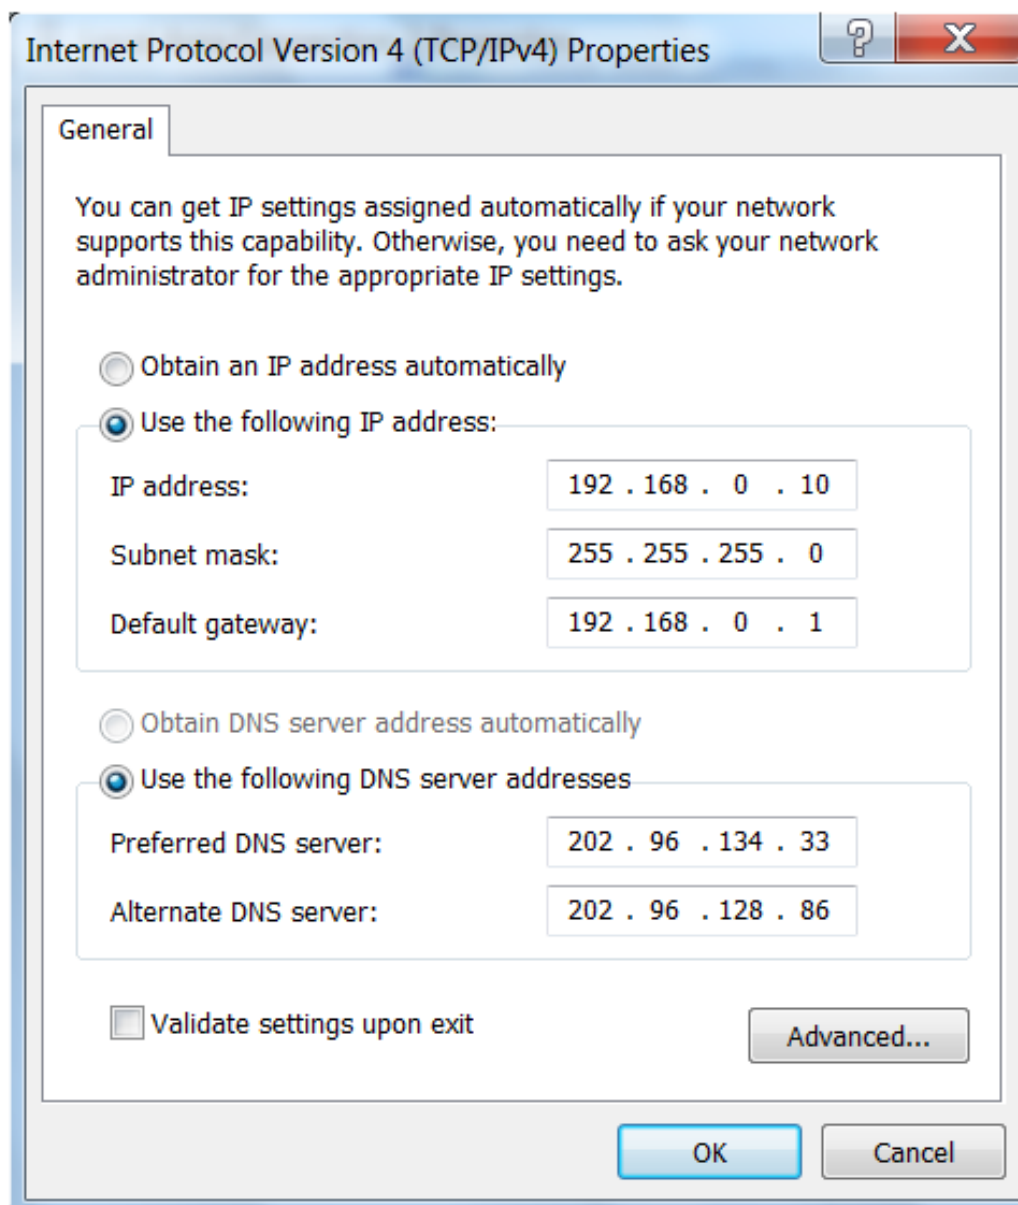 Internet Protocol Version 4 (TCP/IPv4) Properties
General
You can get IP settings assigned automatically if your network
supports this capability. Otherwise, you need to ask your network
administrator for the appropriate IP settings.
Obtain an IP address automatically
Use the following IP address:
IP address: 192 . 168 . 0 . 10
Subnet mask: 255 . 255 . 255 . 0
Default gateway: 192 . 168 . 0 . 1
Obtain DNS server address automatically
Use the following DNS server addresses
Preferred DNS server: 202 . 96 . 134 . 33
Alternate DNS server: 202 . 96 . 128 . 86
Validate settings upon exit
Advanced...
OK Cancel